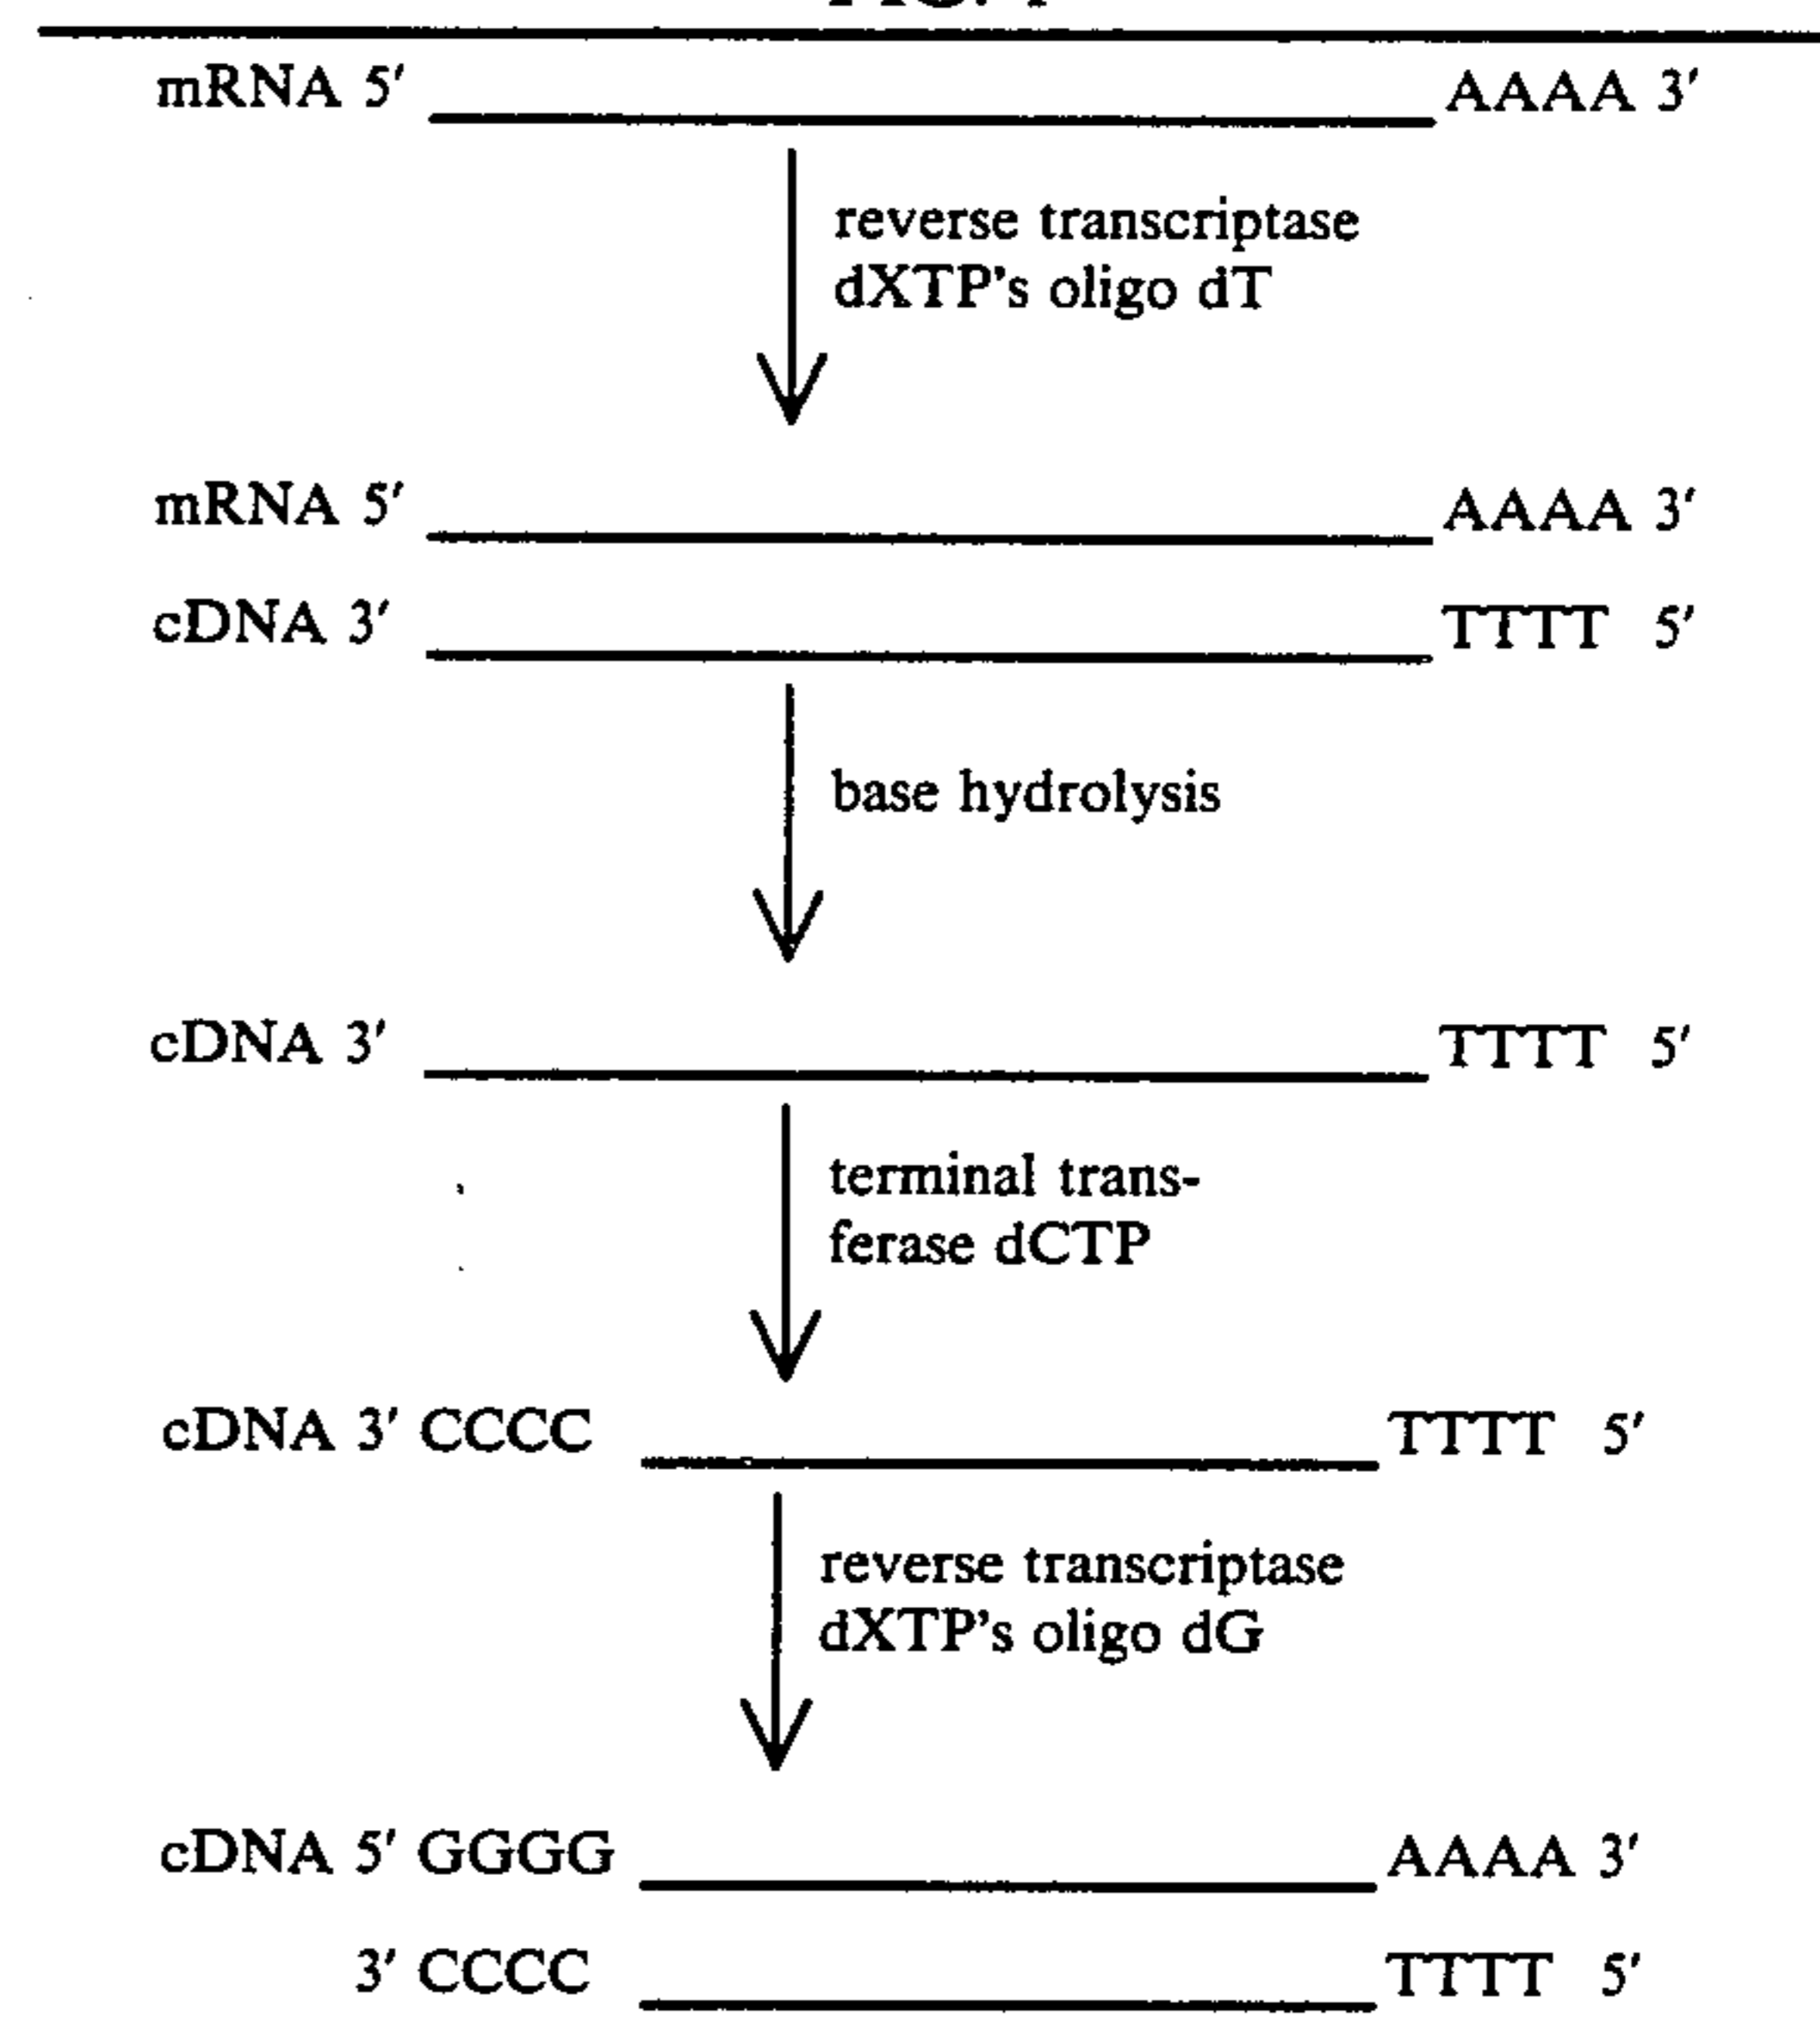 mRNA 5′ AAAA 3′
reverse transcriptase
dXTP's oligo dT
mRNA 5′ AAAA 3′
cDNA 3′ TTTT 5′
base hydrolysis
cDNA 3′ TTTT 5′
terminal trans-
ferase dCTP
cDNA 3′ CCCC TTTT 5′
reverse transcriptase
dXTP's oligo dG
cDNA 5′ GGGG AAAA 3′
3′ CCCC TTTT 5′